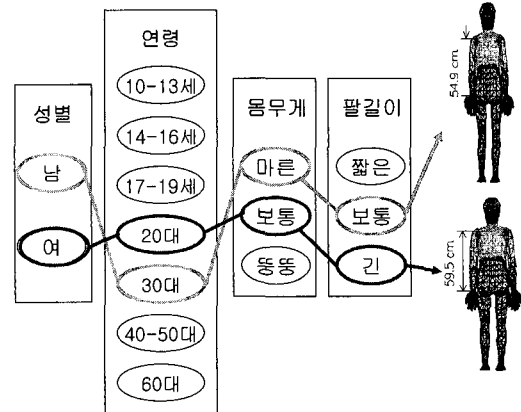 성별
남
여
연령
10-13세
14-16세
17-19세
20대
30대
40-50대
60대
몸무게
마른
보통
뚱뚱
팔길이
짧은
보통
긴
54.9 cm
59.5 cm